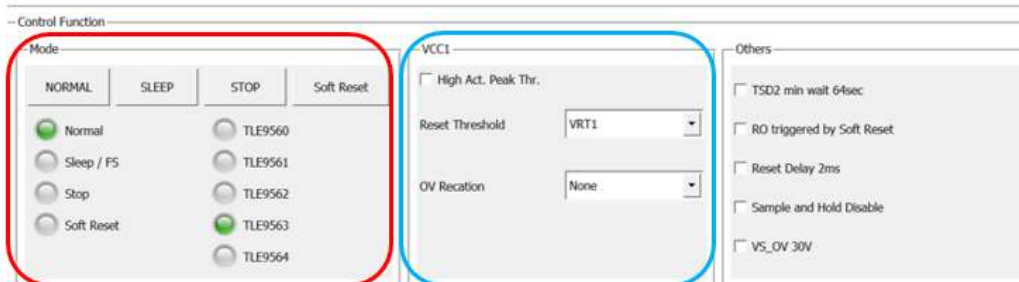 Control Function
Mode
NORMAL SLEEP STOP Soft Reset
Normal TLE9560
Sleep / FS TLE9561
Stop TLE9562
Soft Reset TLE9563
TLE9564
VCC1
High Act. Peak Thr.
Reset Threshold VRT1
OV Recation None
Others
TSD2 min wait 64sec
RO triggered by Soft Reset
Reset Delay 2ms
Sample and Hold Disable
VS_OV 30V